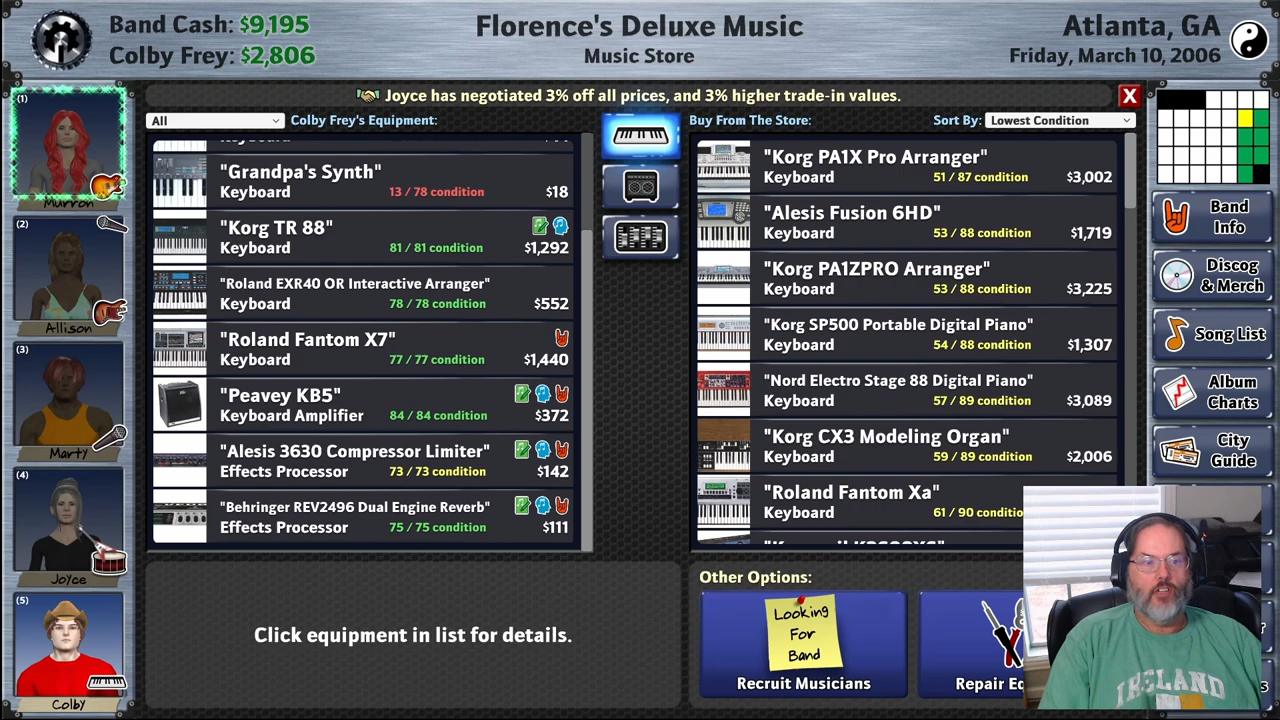 Band Cash: $9,195
Colby Frey: $2,806
Florence's Deluxe Music
Music Store
Atlanta, GA
Friday, March 10, 2006
Joyce has negotiated 3% off all prices, and 3% higher trade-in values.
X
All
Colby Frey's Equipment:
Buy From The Store:
Sort By:
Lowest Condition
(1)
Murron
(2)
Allison
(3)
Marty
(4)
Joyce
(5)
Colby
"Grandpa's Synth"
Keyboard 13 / 78 condition $18
"Korg TR 88"
Keyboard 81 / 81 condition $1,292
"Roland EXR40 OR Interactive Arranger"
Keyboard 78 / 78 condition $552
"Roland Fantom X7"
Keyboard 77 / 77 condition $1,440
"Peavey KB5"
Keyboard Amplifier 84 / 84 condition $372
"Alesis 3630 Compressor Limiter"
Effects Processor 73 / 73 condition $142
"Behringer REV2496 Dual Engine Reverb"
Effects Processor 75 / 75 condition $111
"Korg PA1X Pro Arranger"
Keyboard 51 / 87 condition $3,002
"Alesis Fusion 6HD"
Keyboard 53 / 88 condition $1,719
"Korg PA1ZPRO Arranger"
Keyboard 53 / 88 condition $3,225
"Korg SP500 Portable Digital Piano"
Keyboard 54 / 88 condition $1,307
"Nord Electro Stage 88 Digital Piano"
Keyboard 57 / 89 condition $3,089
"Korg CX3 Modeling Organ"
Keyboard 59 / 89 condition $2,006
"Roland Fantom Xa"
Keyboard 61 / 90
Band
Info
Discog
& Merch
Song List
Album
Charts
City
Guide
Click equipment in list for details.
Other Options:
Looking
For
Band
Recruit Musicians
Repair
IRELAND